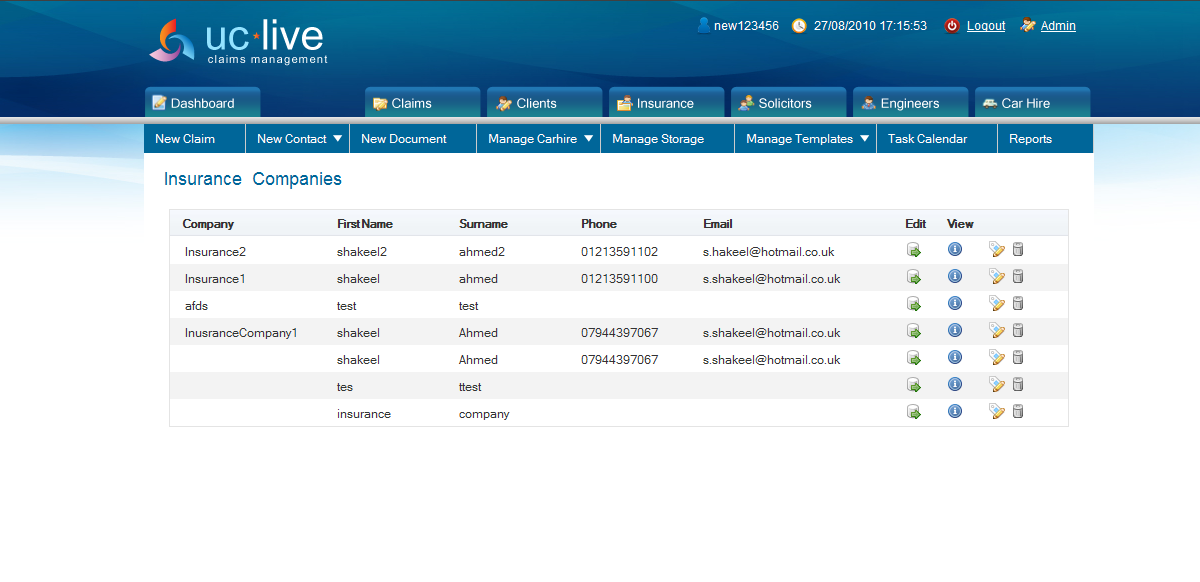 uc live
claims management
new123456 27/08/2010 17:15:53 Logout Admin
Dashboard Claims Clients Insurance Solicitors Engineers Car Hire
New Claim New Contact New Document Manage Carhire Manage Storage Manage Templates Task Calendar Reports
Insurance Companies
Company First Name Surname Phone Email Edit View
Insurance2 shakeel2 ahmed2 01213591102 s.hakeel@hotmail.co.uk
Insurance1 shakeel ahmed 01213591100 s.shakeel@hotmail.co.uk
afds test test
InusranceCompany1 shakeel Ahmed 07944397067 s.shakeel@hotmail.co.uk
shakeel Ahmed 07944397067 s.shakeel@hotmail.co.uk
tes ttest
insurance company